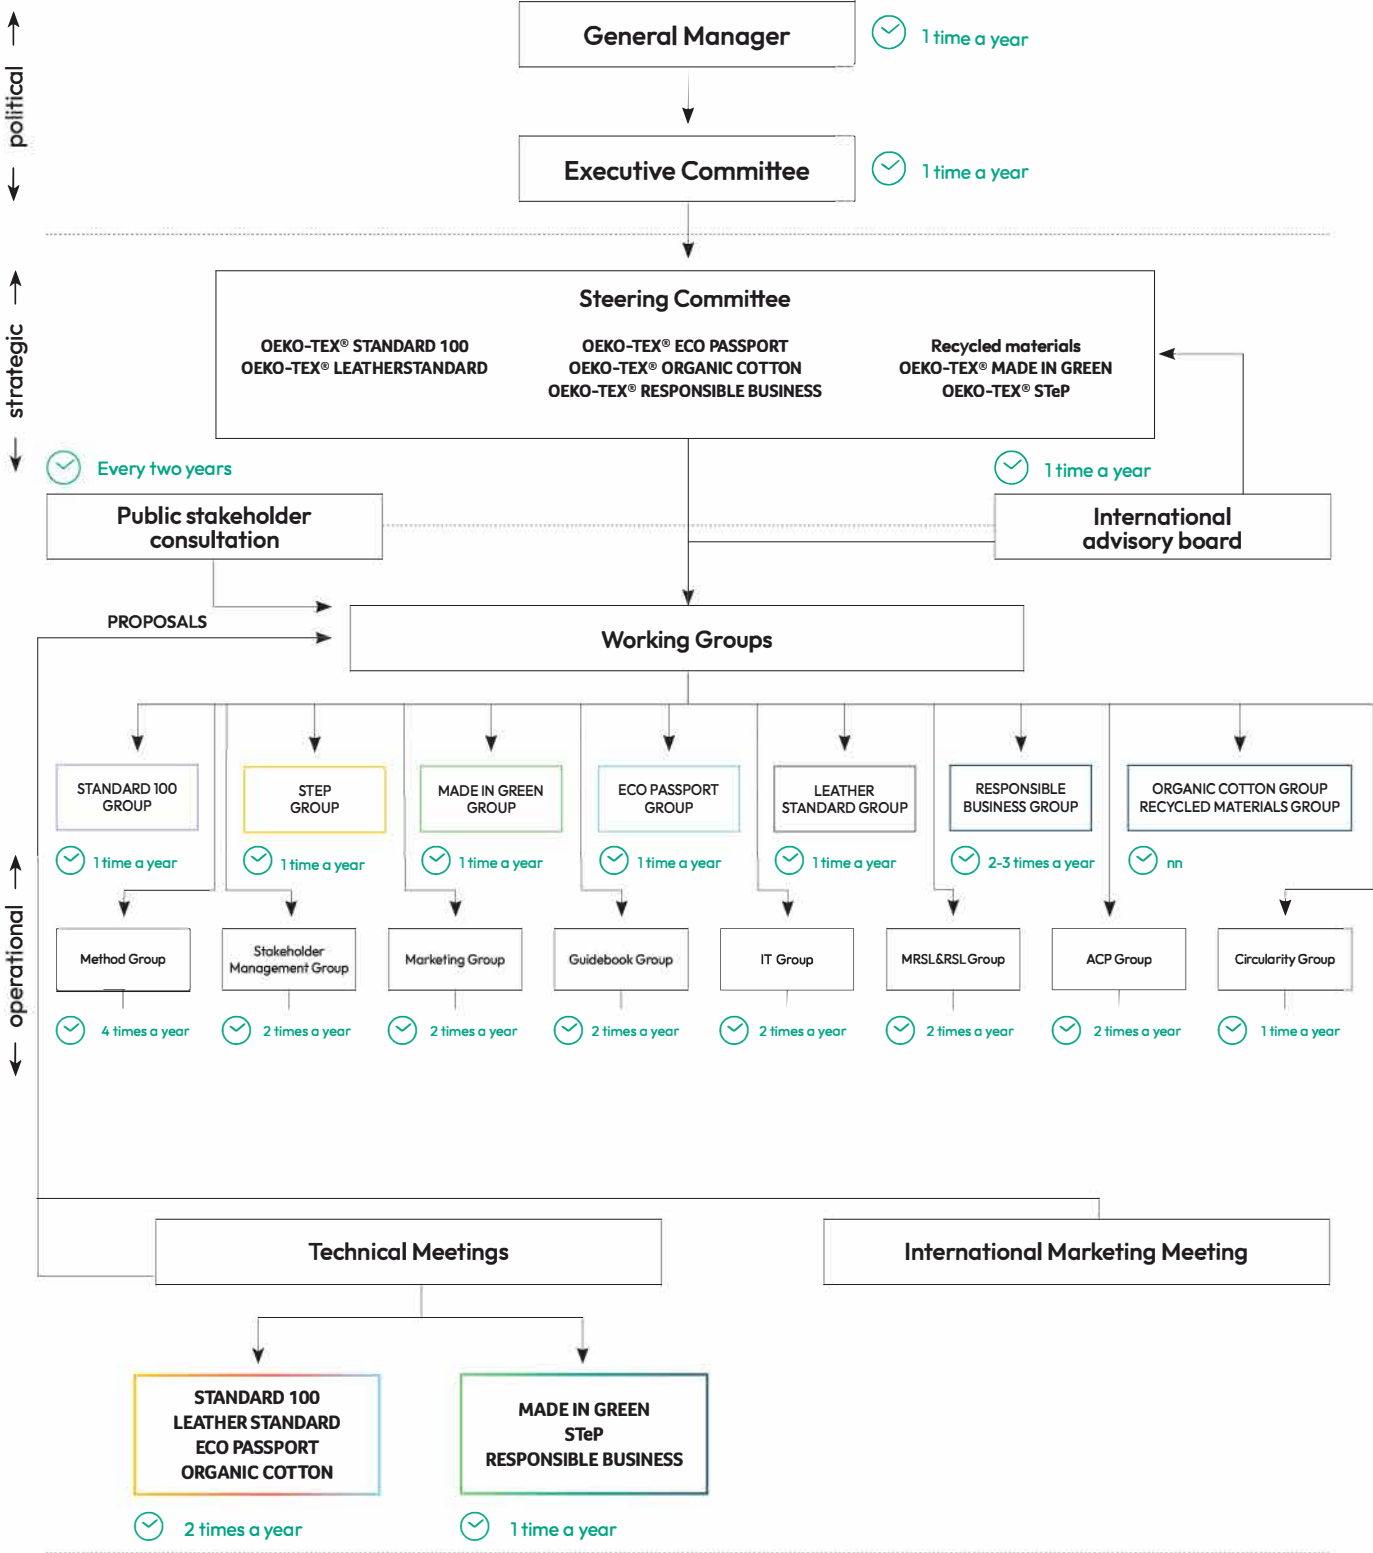 political
General Manager
1 time a year
Executive Committee
1 time a year
strategic
Steering Committee
OEKO-TEX® STANDARD 100
OEKO-TEX® LEATHERSTANDARD
OEKO-TEX® ECO PASSPORT
OEKO-TEX® ORGANIC COTTON
OEKO-TEX® RESPONSIBLE BUSINESS
Recycled materials
OEKO-TEX® MADE IN GREEN
OEKO-TEX® STeP
Every two years
Public stakeholder
consultation
1 time a year
International
advisory board
PROPOSALS
Working Groups
operational
STANDARD 100
GROUP
1 time a year
STEP
GROUP
1 time a year
MADE IN GREEN
GROUP
1 time a year
ECO PASSPORT
GROUP
1 time a year
LEATHER
STANDARD GROUP
1 time a year
RESPONSIBLE
BUSINESS GROUP
2-3 times a year
ORGANIC COTTON GROUP
RECYCLED MATERIALS GROUP
nn
Method Group
4 times a year
Stakeholder
Management Group
2 times a year
Marketing Group
2 times a year
Guidebook Group
2 times a year
IT Group
2 times a year
MRSL&RSL Group
2 times a year
ACP Group
2 times a year
Circularity Group
1 time a year
Technical Meetings
International Marketing Meeting
STANDARD 100
LEATHER STANDARD
ECO PASSPORT
ORGANIC COTTON
2 times a year
MADE IN GREEN
STeP
RESPONSIBLE BUSINESS
1 time a year